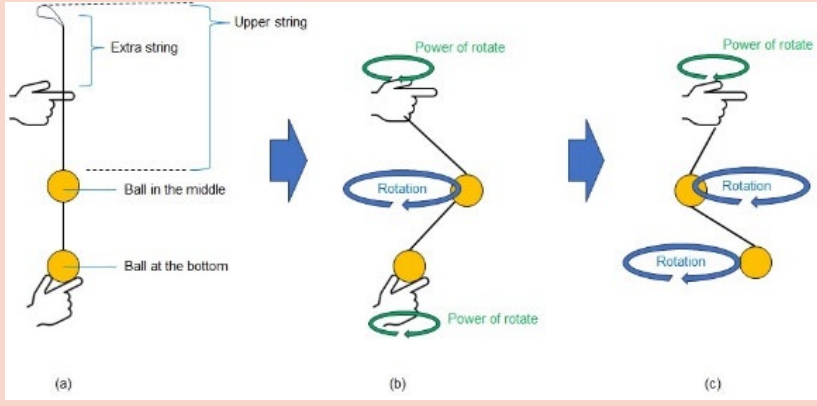 Upper string
Extra string
Ball in the middle
Ball at the bottom
(a)
Power of rotate
Rotation
Power of rotate
(b)
Power of rotate
Rotation
Rotation
(c)